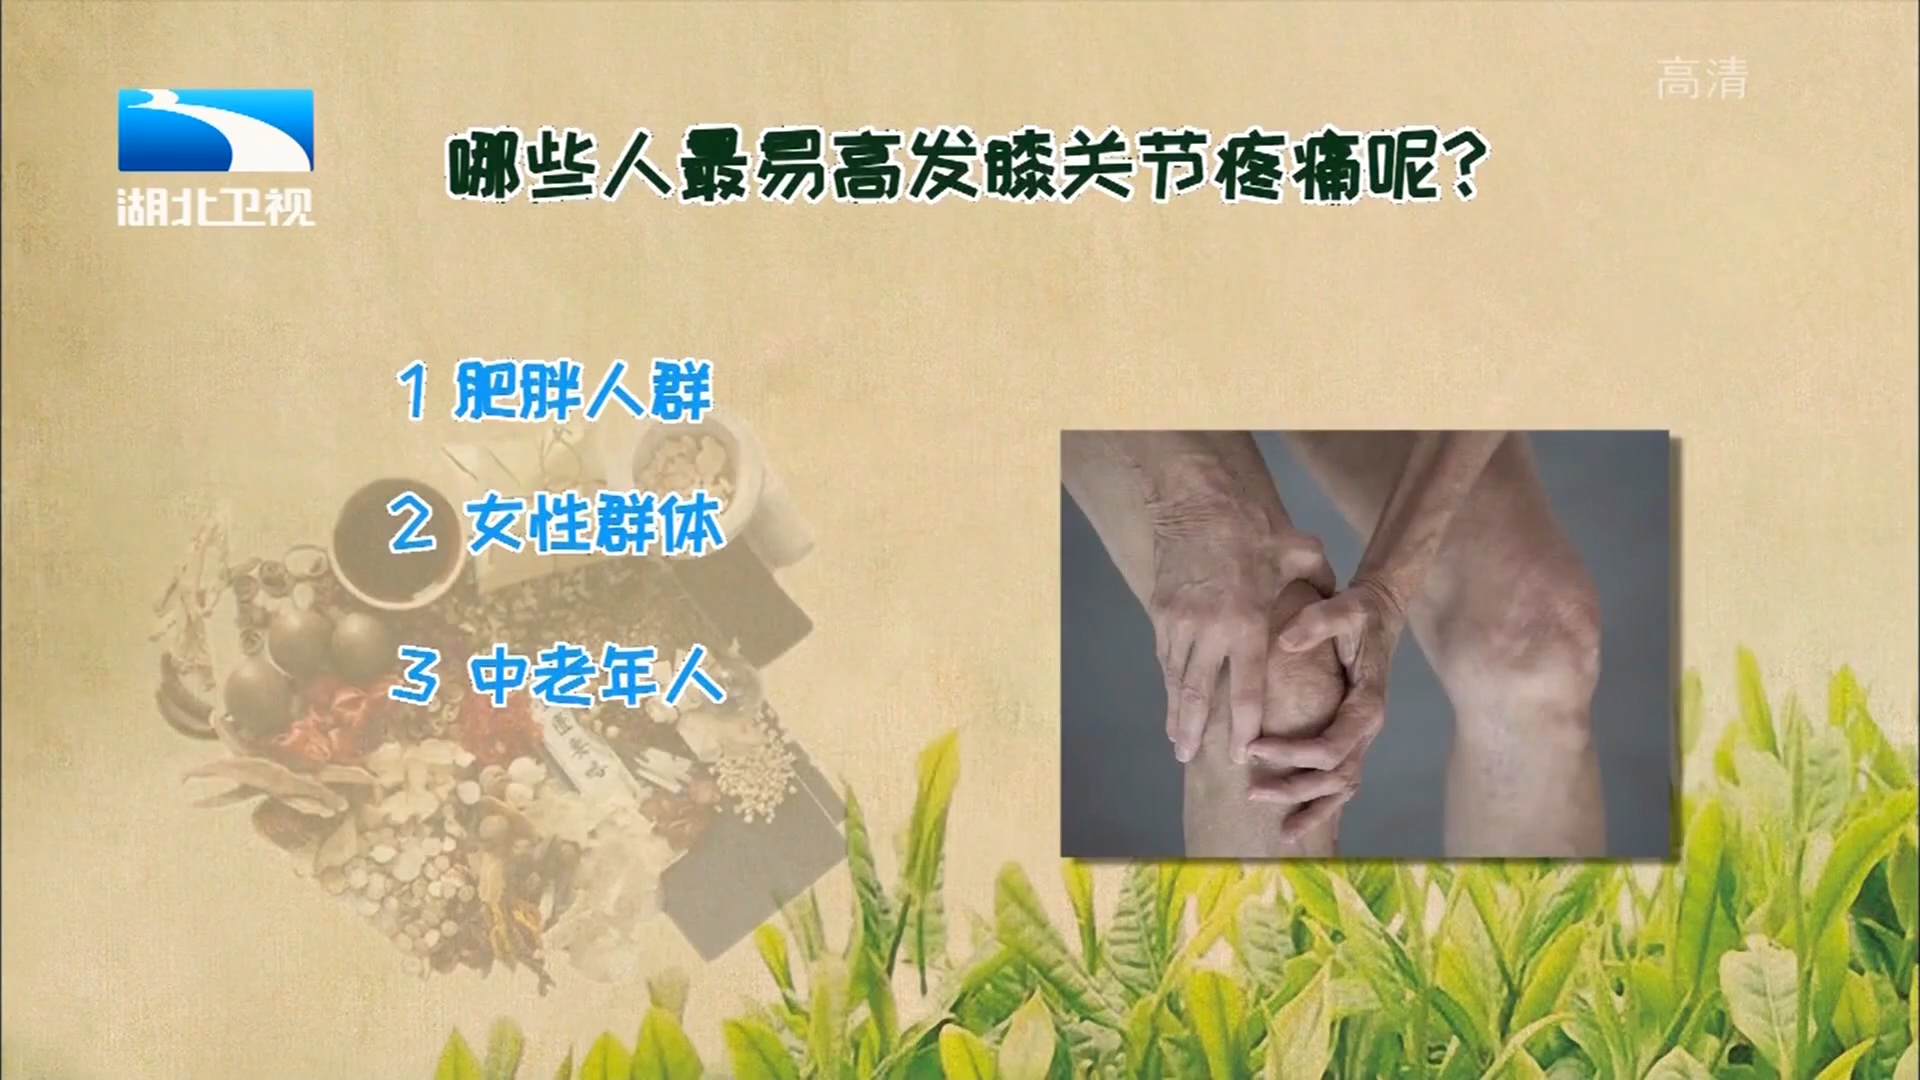 高清
湖北卫视
哪些人最易高发膝关节疼痛呢?
1 肥胖人群
2 女性群体
3 中老年人